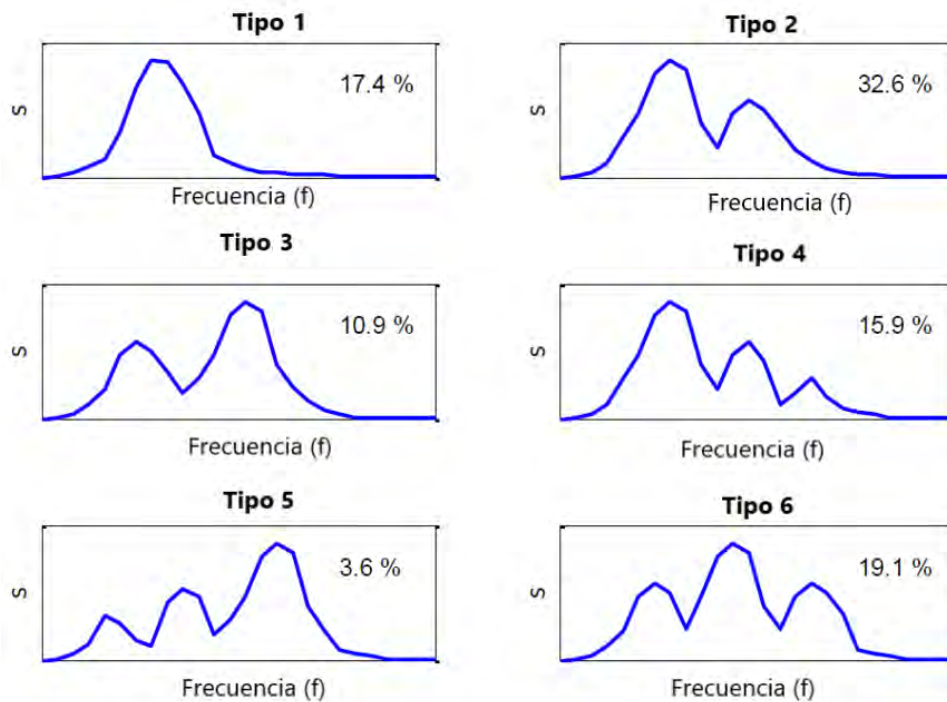 Tipo 1
17.4 %
S
Frecuencia (f)
Tipo 2
32.6 %
S
Frecuencia (f)
Tipo 3
10.9 %
S
Frecuencia (f)
Tipo 4
15.9 %
S
Frecuencia (f)
Tipo 5
3.6 %
S
Frecuencia (f)
Tipo 6
19.1 %
S
Frecuencia (f)